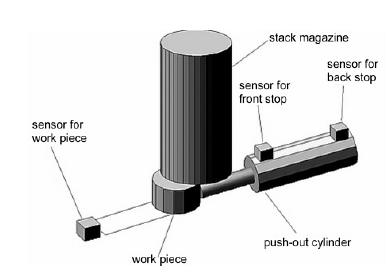 stack magazine
sensor for
back stop
sensor for
front stop
sensor for
work piece
push-out cylinder
work piece